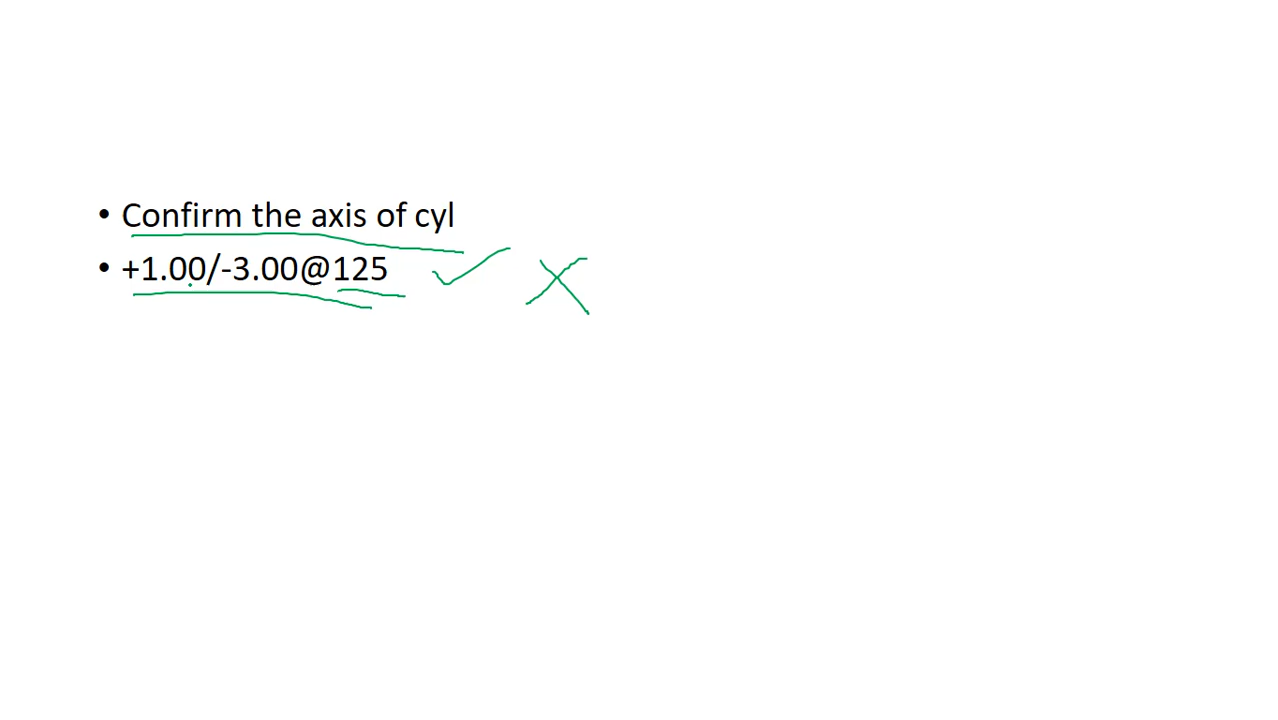 • Confirm the axis of cyl
• +1.00/-3.00@125 ✓ X